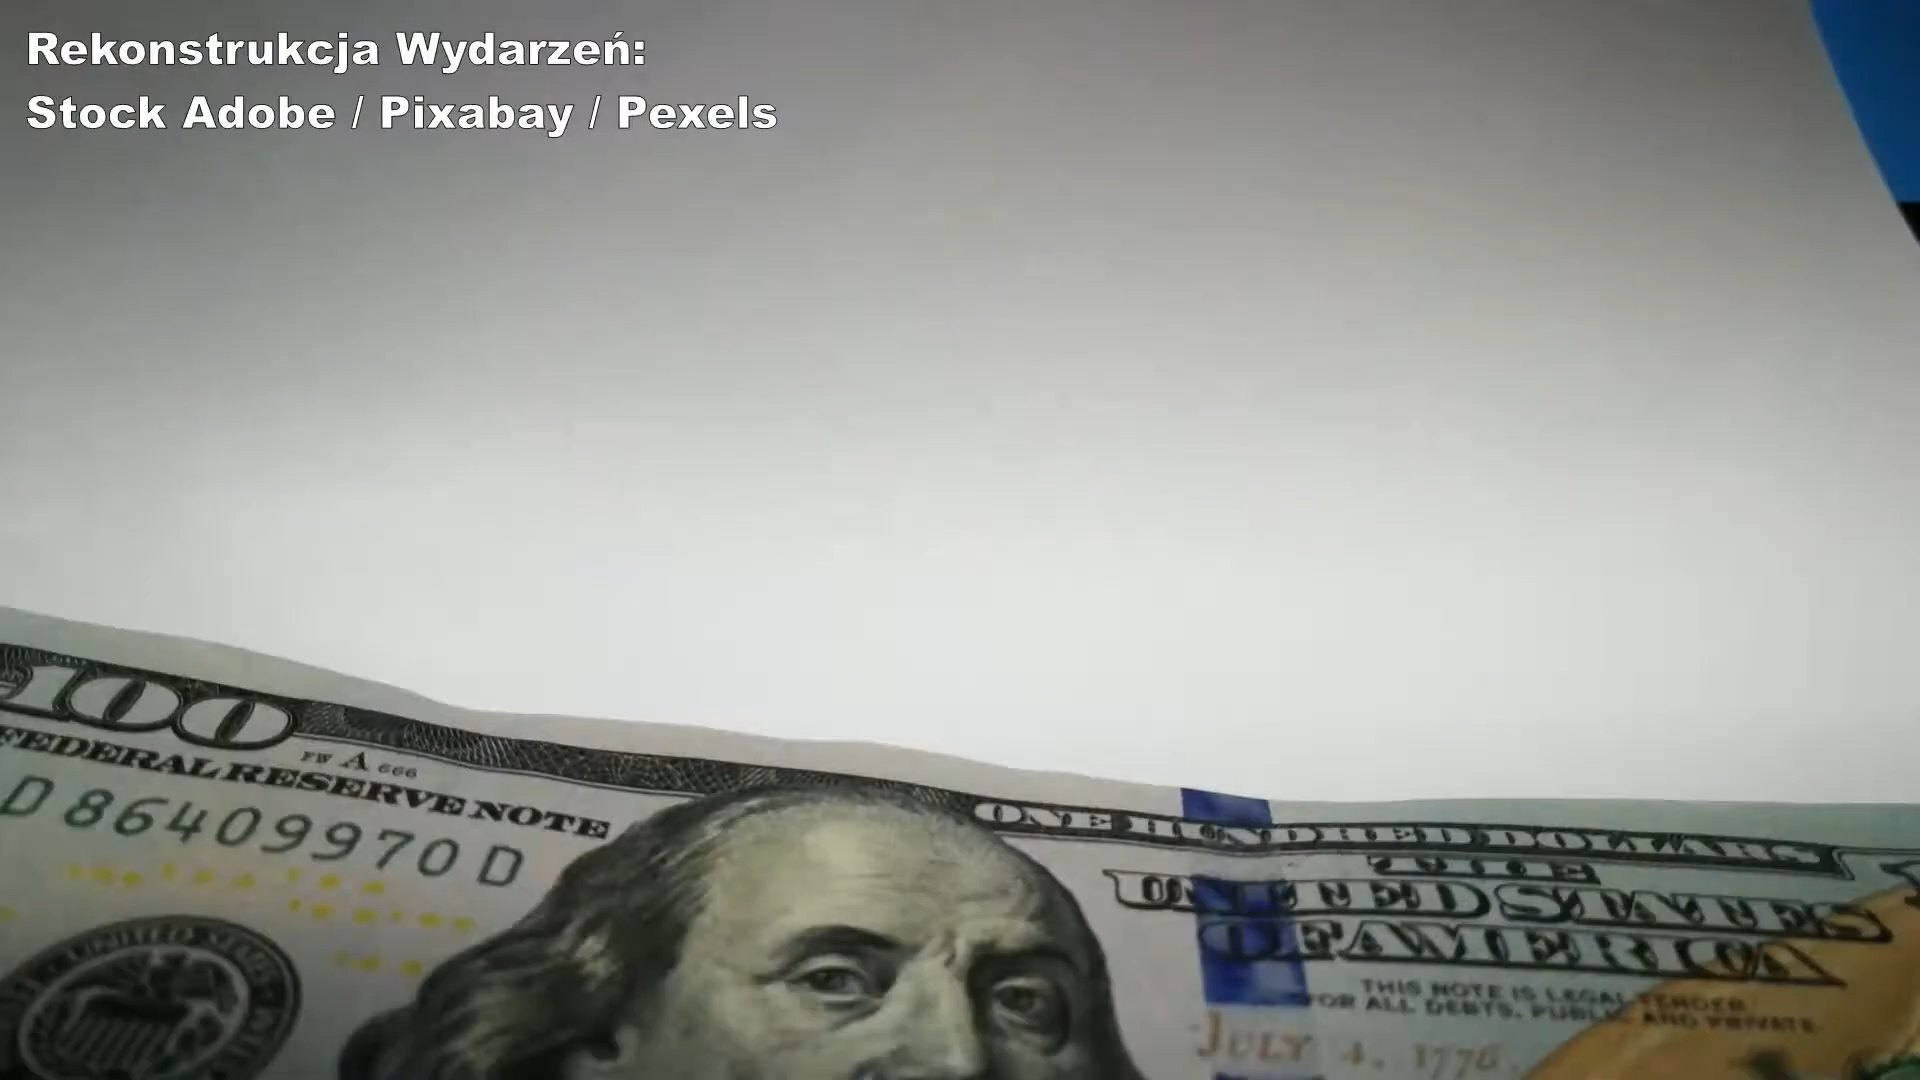 Rekonstrukcja Wydarzeń:
Stock Adobe / Pixabay / Pexels
100
FW A 666
FEDERAL RESERVE NOTE
D 86409970 D
ONE HUNDRED DOLLARS
THE
UNITED STATES
OF AMERICA
THIS NOTE IS LEGAL TENDER
FOR ALL DEBTS, PUBLIC AND PRIVATE
JULY 4, 1776